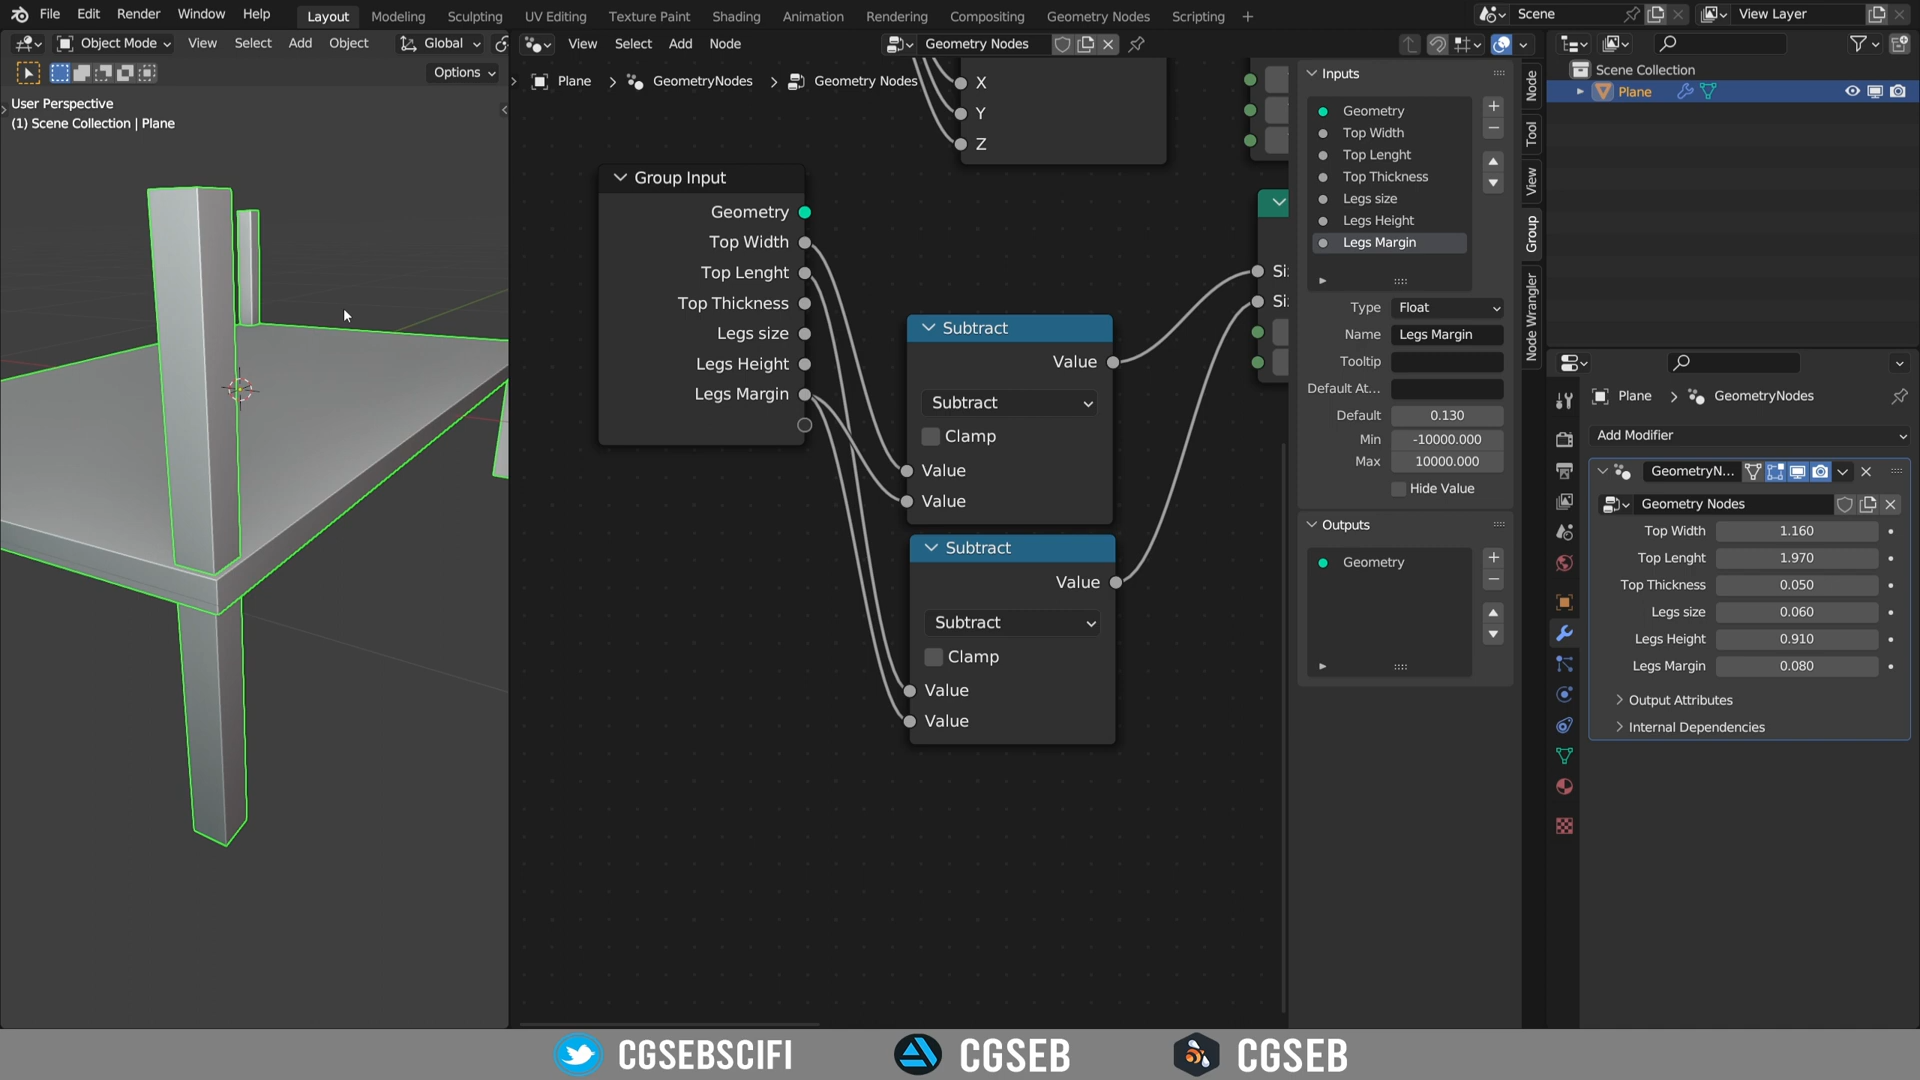 File Edit Render Window Help Layout Modeling Sculpting UV Editing Texture Paint Shading Animation Rendering Compositing Geometry Nodes Scripting + Scene View Layer
Object Mode View Select Add Object Global
Options
User Perspective
(1) Scene Collection | Plane
View Select Add Node Geometry Nodes
Plane > GeometryNodes > Geometry Nodes
X
Y
Z
Group Input
Geometry
Top Width
Top Lenght
Top Thickness
Legs size
Legs Height
Legs Margin
Subtract
Value
Subtract
Clamp
Value
Value
Subtract
Value
Subtract
Clamp
Value
Value
Inputs
Geometry
Top Width
Top Lenght
Top Thickness
Legs size
Legs Height
Legs Margin
Type Float
Name Legs Margin
Tooltip
Default At...
Default 0.130
Min -10000.000
Max 10000.000
Hide Value
Outputs
Geometry
Node
Tool
View
Group
Node Wrangler
Scene Collection
Plane
Plane > GeometryNodes
Add Modifier
GeometryN...
Geometry Nodes
Top Width 1.160
Top Lenght 1.970
Top Thickness 0.050
Legs size 0.060
Legs Height 0.910
Legs Margin 0.080
Output Attributes
Internal Dependencies
CGSEBSCIFI CGSEB CGSEB